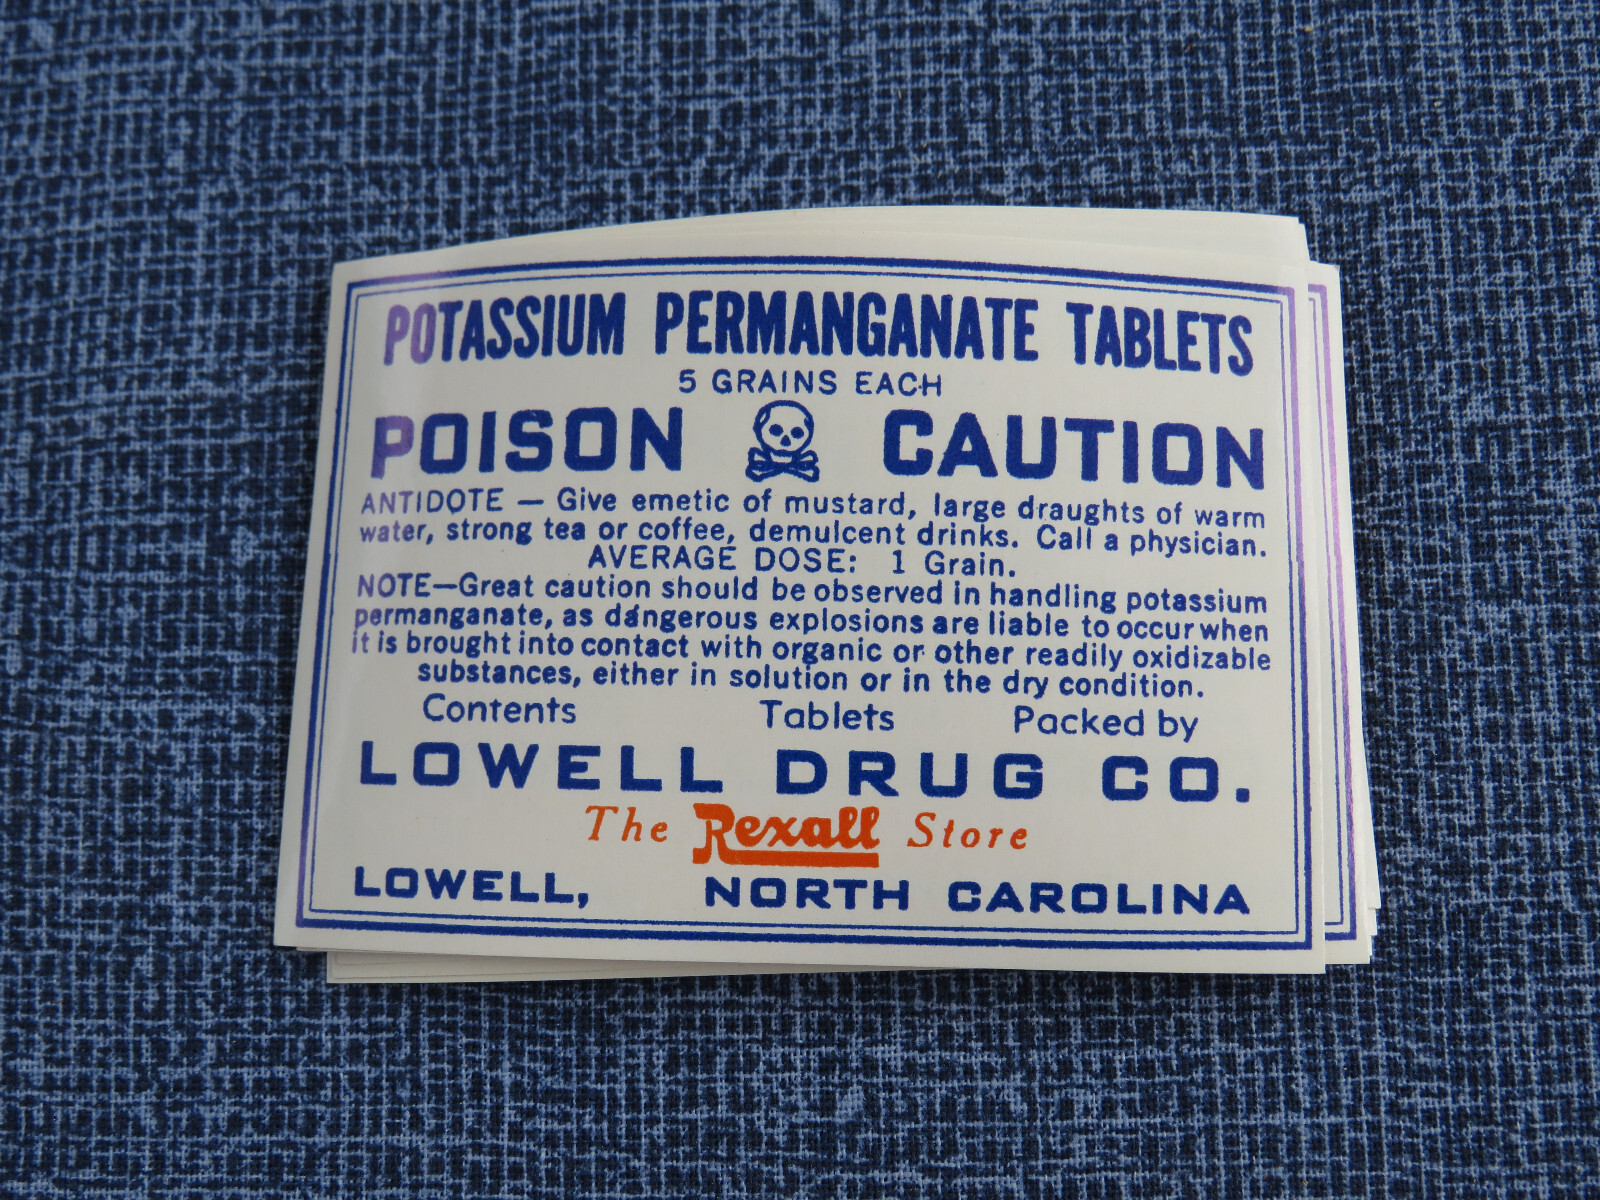 POTASSIUM PERMANGANATE TABLETS
5 GRAINS EACH
POISON CAUTION
ANTIDOTE — Give emetic of mustard, large draughts of warm
water, strong tea or coffee, demulcent drinks. Call a physician.
AVERAGE DOSE: 1 Grain.
NOTE—Great caution should be observed in handling potassium
permanganate, as dangerous explosions are liable to occur when
it is brought into contact with organic or other readily oxidizable
substances, either in solution or in the dry condition.
Contents Tablets Packed by
LOWELL DRUG CO.
The Rexall Store
LOWELL, NORTH CAROLINA